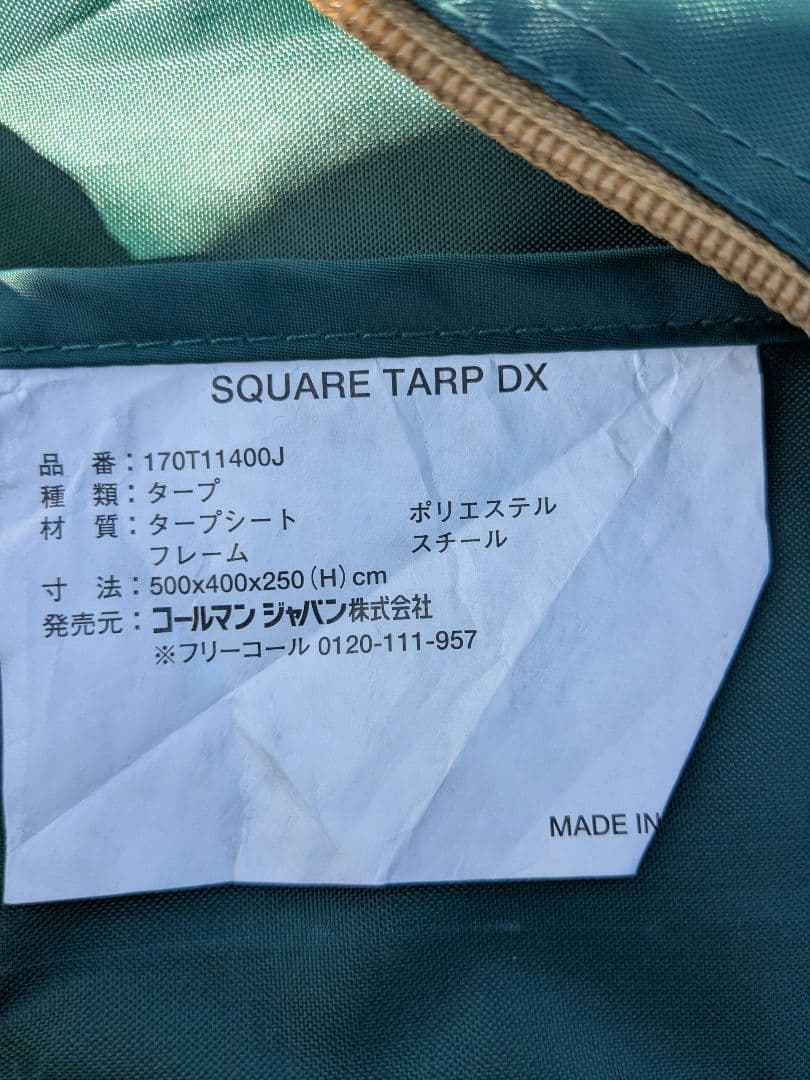 SQUARE TARP DX
品 番：170T11400J
種 類：タープ
材 質：タープシート ポリエステル
フレーム スチール
寸 法：500x400x250(H)cm
発売元：コールマン ジャパン株式会社
※フリーコール 0120-111-957
MADE IN